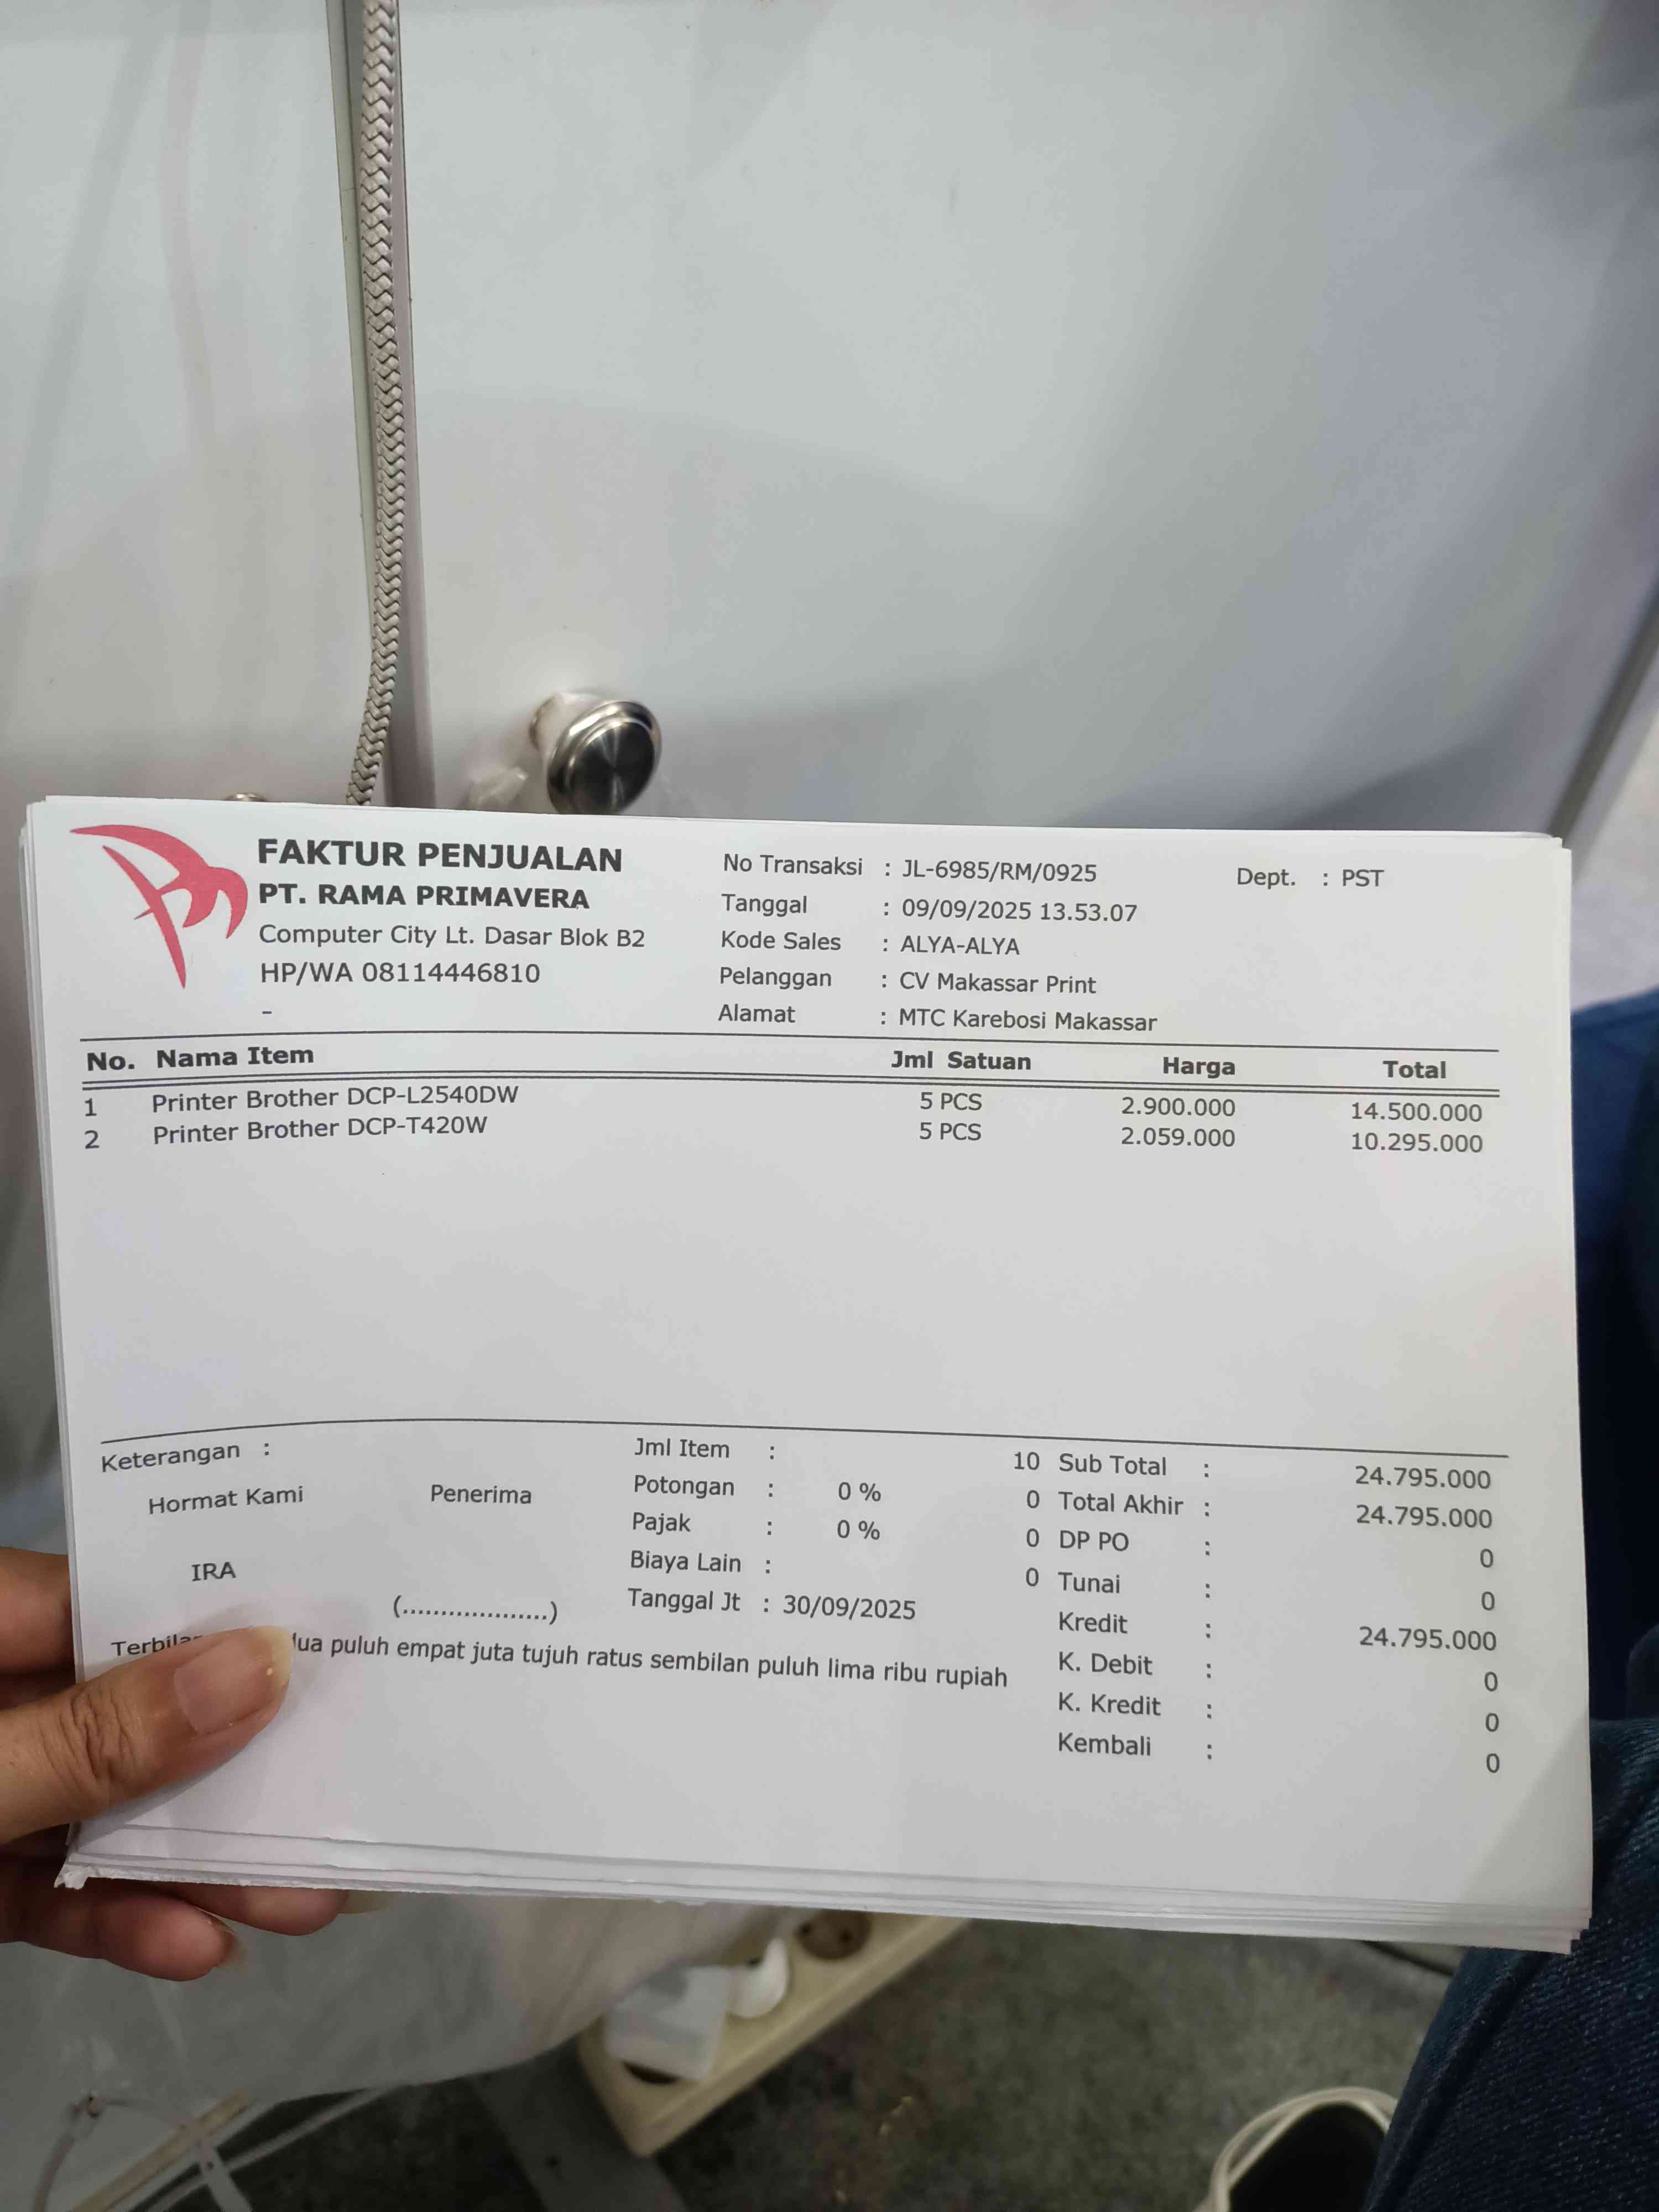 FAKTUR PENJUALAN
PT. RAMA PRIMAVERA
Computer City Lt. Dasar Blok B2
HP/WA 08114446810
-
No Transaksi : JL-6985/RM/0925
Dept. : PST
Tanggal : 09/09/2025 13.53.07
Kode Sales : ALYA-ALYA
Pelanggan : CV Makassar Print
Alamat : MTC Karebosi Makassar
No. Nama Item Jml Satuan Harga Total
1 Printer Brother DCP-L2540DW 5 PCS 2.900.000 14.500.000
2 Printer Brother DCP-T420W 5 PCS 2.059.000 10.295.000
Keterangan :
Hormat Kami Penerima
IRA
(...................)
Jml Item : 10
Potongan : 0 % 0
Pajak : 0 % 0
Biaya Lain : 0
Tanggal Jt : 30/09/2025
Sub Total : 24.795.000
Total Akhir : 24.795.000
DP PO : 0
Tunai : 0
Kredit : 24.795.000
K. Debit : 0
K. Kredit : 0
Kembali : 0
puluh empat juta tujuh ratus sembilan puluh lima ribu rupiah